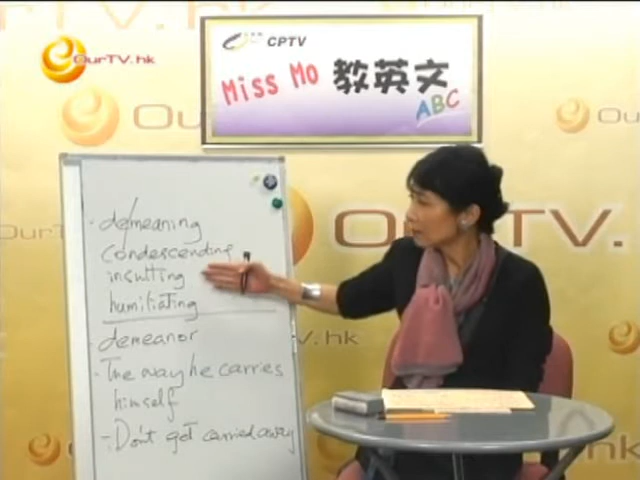 OurTV.hk
CPTV
Miss Mo 教英文
ABC
OurTV.hk
· demeaning
condescending
insulting
humiliating
· demeanor
· The way he carries
himself
-: Don't get carried away